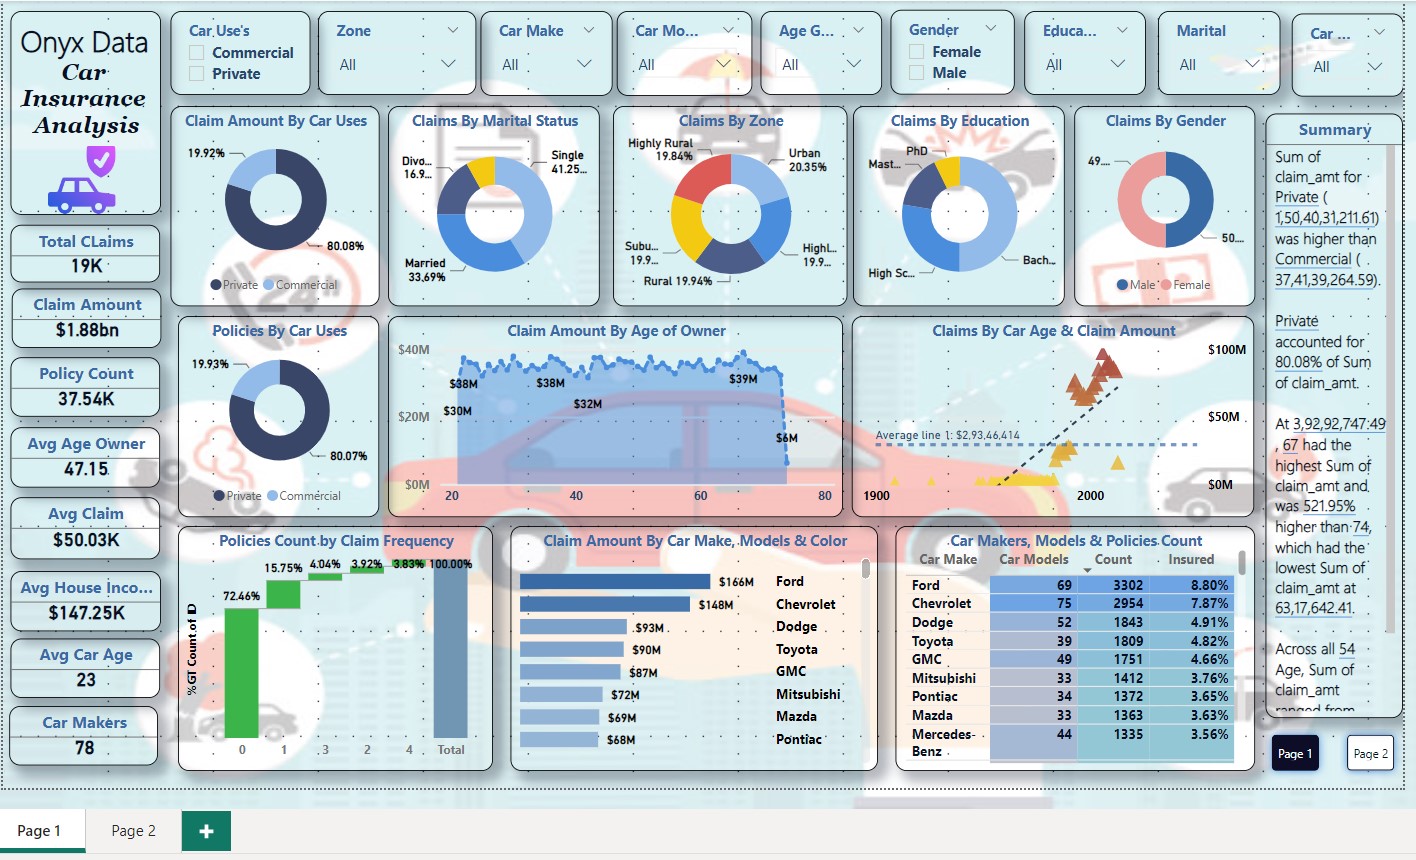 Onyx Data
Car
Insurance
Analysis
Car Use's
Commercial
Private
Zone
All
Car Make
All
Car Mo...
All
Age G...
All
Gender
Female
Male
Educa...
All
Marital
All
Car ...
All
Total CLaims
19K
Claim Amount
$1.88bn
Policy Count
37.54K
Avg Age Owner
47.15
Avg Claim
$50.03K
Avg House Inco...
$147.25K
Avg Car Age
23
Car Makers
78
Claim Amount By Car Uses
19.92%
80.08%
Private Commercial
Claims By Marital Status
Divo...
16.9...
Single
41.25...
Married
33.69%
Claims By Zone
Highly Rural
19.84%
Urban
20.35%
Subu...
19.9...
Highl...
19.9...
Rural 19.94%
Claims By Education
PhD
Mast...
High Sc...
Bach...
Claims By Gender
49...
50...
Male Female
Policies By Car Uses
19.93%
80.07%
Private Commercial
Claim Amount By Age of Owner
$40M
$20M
$0M
$38M
$30M
$38M
$32M
$39M
$6M
20 40 60 80
Claims By Car Age & Claim Amount
$100M
$50M
$0M
Average line 1: $2,93,46,414
1900 2000
Policies Count by Claim Frequency
%GT Count of ID
72.46%
15.75%
4.04%
3.92%
3.83%
100.00%
0 1 3 2 4 Total
Claim Amount By Car Make, Models & Color
$166M Ford
$148M Chevrolet
$93M Dodge
$90M Toyota
$87M GMC
$72M Mitsubishi
$69M Mazda
$68M Pontiac
Car Makers, Models & Policies Count
Car Make Car Models Count Insured
Ford 69 3302 8.80%
Chevrolet 75 2954 7.87%
Dodge 52 1843 4.91%
Toyota 39 1809 4.82%
GMC 49 1751 4.66%
Mitsubishi 33 1412 3.76%
Pontiac 34 1372 3.65%
Mazda 33 1363 3.63%
Mercedes- 44 1335 3.56%
Benz
Summary
Sum of
claim_amt for
Private (
1,50,40,31,211.61)
was higher than
Commercial (
37,41,39,264.59).
Private
accounted for
80.08% of Sum
of claim_amt.
At 3,92,92,747.49
, 67 had the
highest Sum of
claim_amt and
was 521.95%
higher than 74,
which had the
lowest Sum of
claim_amt at
63,17,642.41.
Across all 54
Age, Sum of
claim_amt
ranged from
Page 1
Page 2
24h
Page 1 Page 2 +